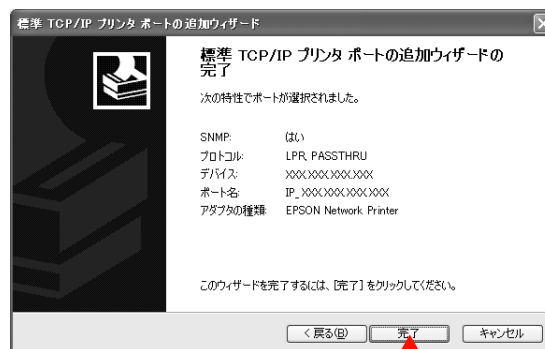 標準 TCP/IP プリンタ ポートの追加ウィザード
標準 TCP/IP プリンタ ポートの追加ウィザードの
完了
次の特性でポートが選択されました。
SNMP: はい
プロトコル: LPR, PASSTHRU
デバイス: XXX.XXX.XXX.XXX
ポート名: IP_XXX.XXX.XXX.XXX
アダプタの種類: EPSON Network Printer
このウィザードを完了するには、[完了] をクリックしてください。
< 戻る(B) 完了 キャンセル